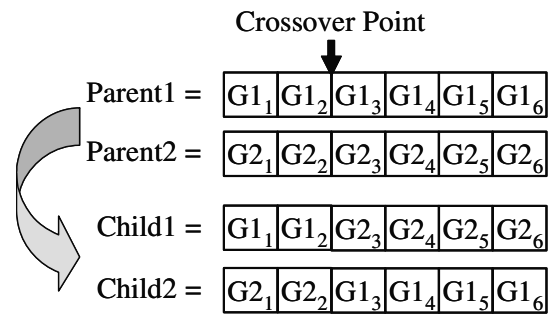 Crossover Point
Parent1 = G1₁ G1₂ G1₃ G1₄ G1₅ G1₆
Parent2 = G2₁ G2₂ G2₃ G2₄ G2₅ G2₆
Child1 = G1₁ G1₂ G2₃ G2₄ G2₅ G2₆
Child2 = G2₁ G2₂ G1₃ G1₄ G1₅ G1₆